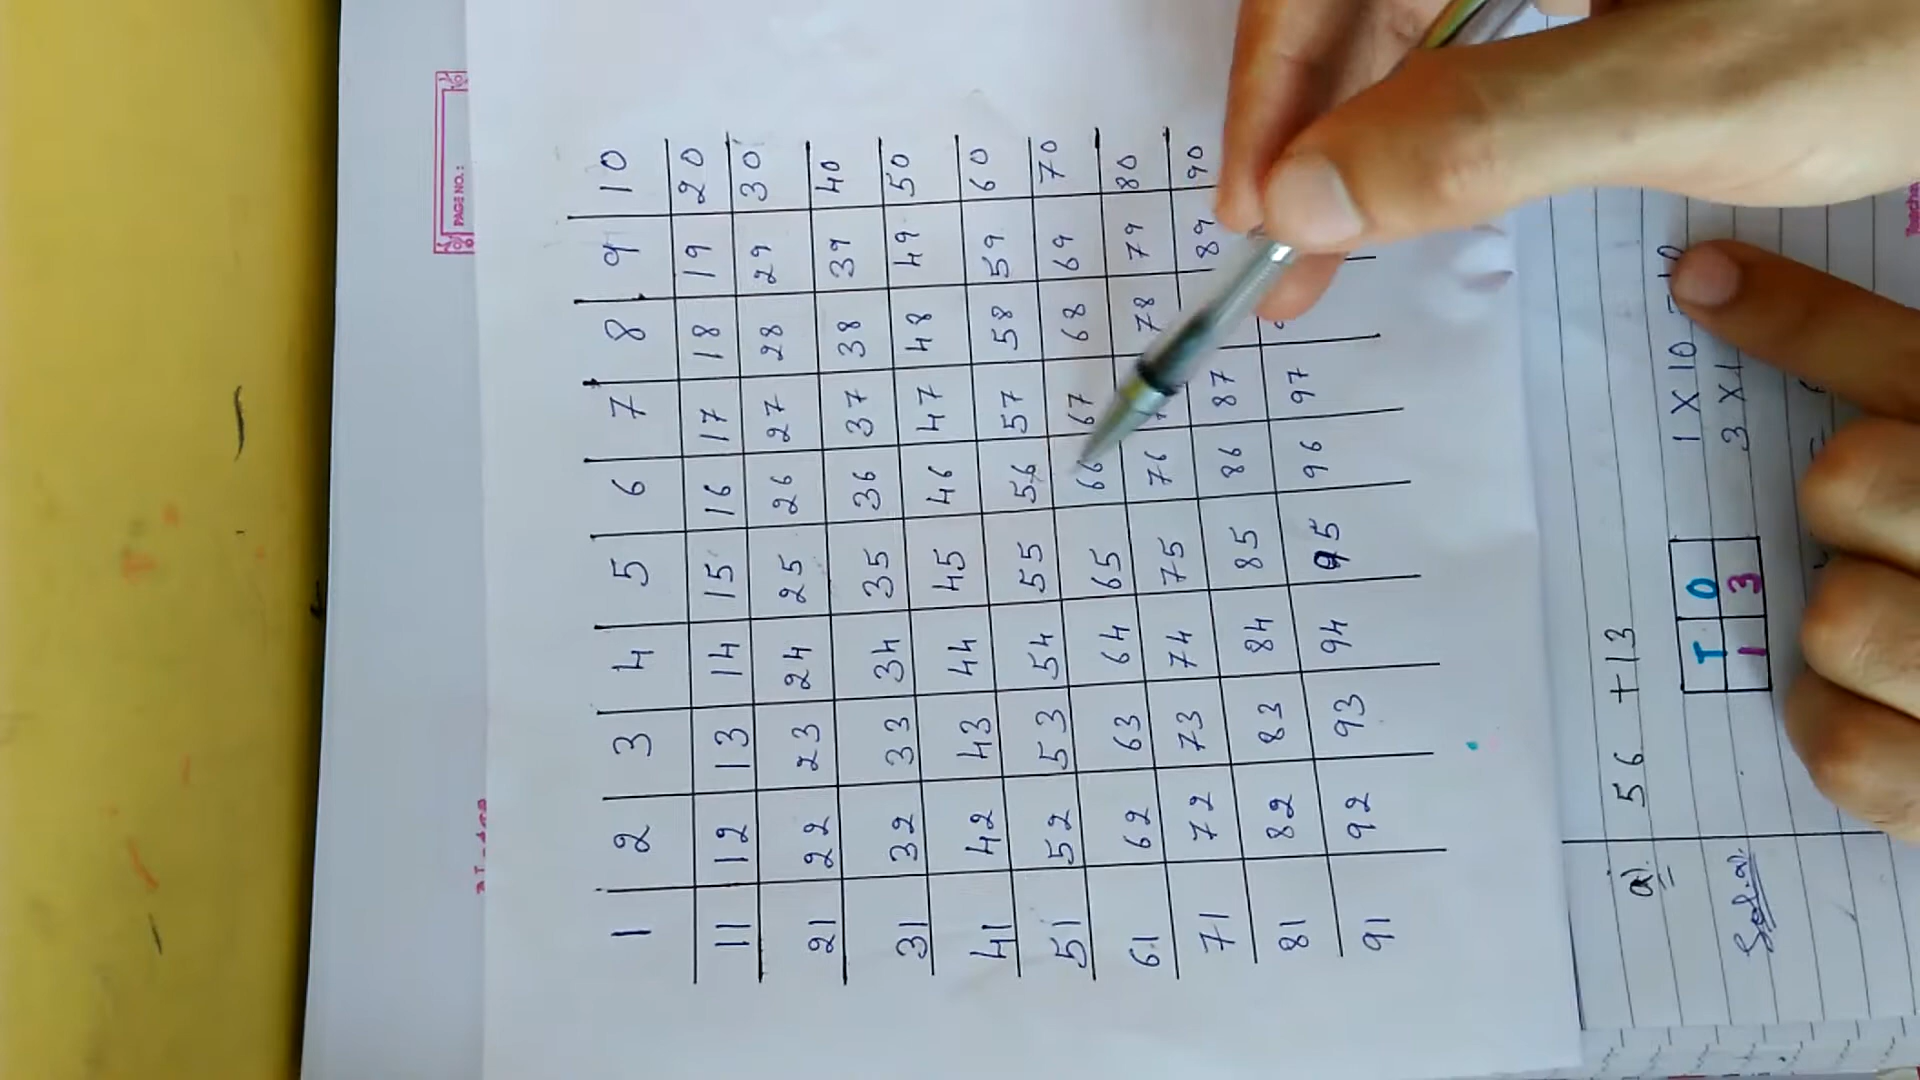 PAGE NO.:
1 2 3 4 5 6 7 8 9 10
11 12 13 14 15 16 17 18 19 20
21 22 23 24 25 26 27 28 29 30
31 32 33 34 35 36 37 38 39 40
41 42 43 44 45 46 47 48 49 50
51 52 53 54 55 56 57 58 59 60
61 62 63 64 65 66 67 68 69 70
71 72 73 74 75 76 78 79 80
81 82 83 84 85 86 87 89 90
91 92 93 94 95 96 97
a) 56 + 13
Sol.a).
T O 1 X 10
1 3 3 X 1